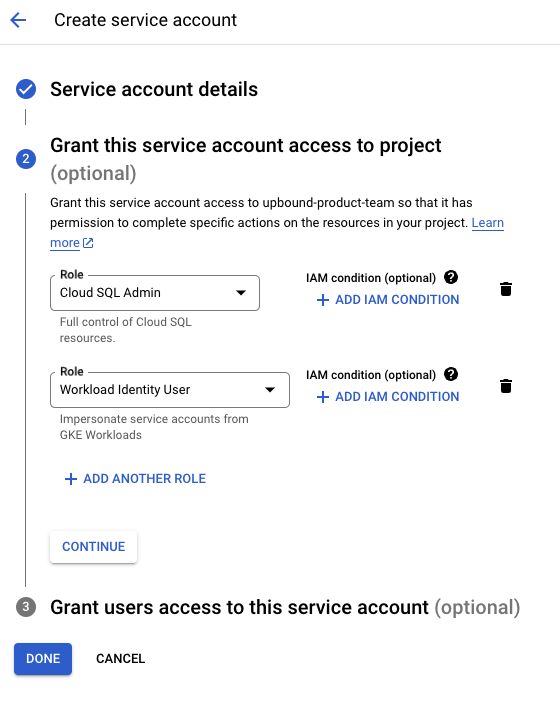 Create service account
Service account details
2
Grant this service account access to project
(optional)
Grant this service account access to upbound-product-team so that it has
permission to complete specific actions on the resources in your project. Learn
more
Role
Cloud SQL Admin
IAM condition (optional) ?
+ ADD IAM CONDITION
Full control of Cloud SQL
resources.
Role
Workload Identity User
IAM condition (optional) ?
+ ADD IAM CONDITION
Impersonate service accounts from
GKE Workloads
+ ADD ANOTHER ROLE
CONTINUE
3 Grant users access to this service account (optional)
DONE CANCEL